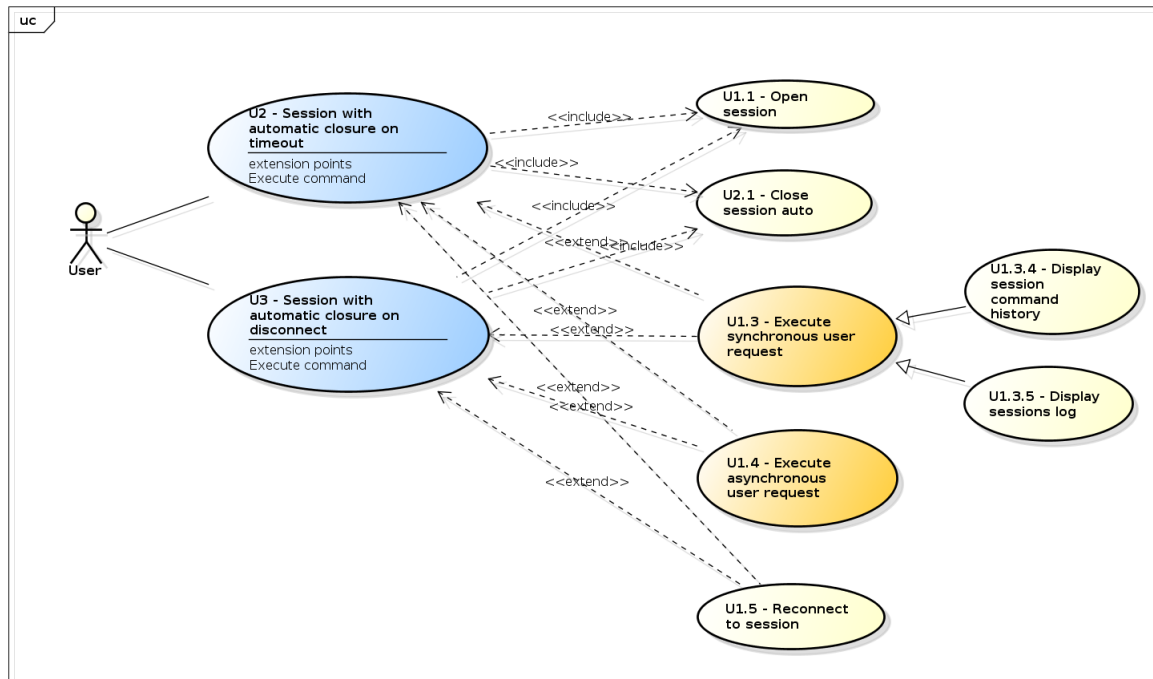 uc
U2 - Session with
automatic closure on
timeout
extension points
Execute command
U1.1 - Open
session
<<include>>
<<include>>
U2.1 - Close
session auto
<<include>>
<<extend>>
<<include>>
User
U3 - Session with
automatic closure on
disconnect
extension points
Execute command
<<extend>>
<<extend>>
U1.3 - Execute
synchronous user
request
U1.3.4 - Display
session
command
history
U1.3.5 - Display
sessions log
<<extend>>
<<extend>>
U1.4 - Execute
asynchronous
user request
<<extend>>
U1.5 - Reconnect
to session